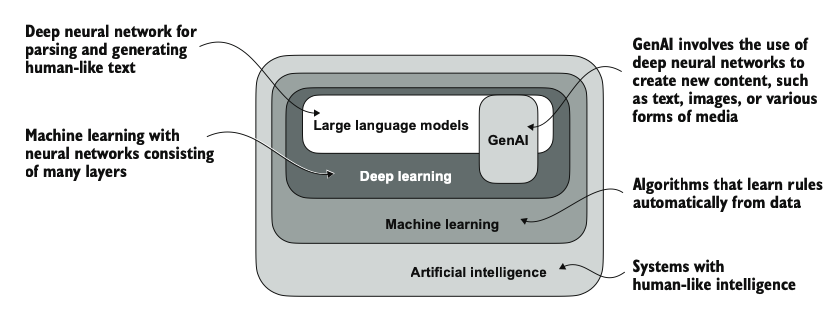 Deep neural network for
parsing and generating
human-like text
Machine learning with
neural networks consisting
of many layers
Large language models
GenAI
Deep learning
Machine learning
Artificial intelligence
GenAI involves the use of
deep neural networks to
create new content, such
as text, images, or various
forms of media
Algorithms that learn rules
automatically from data
Systems with
human-like intelligence